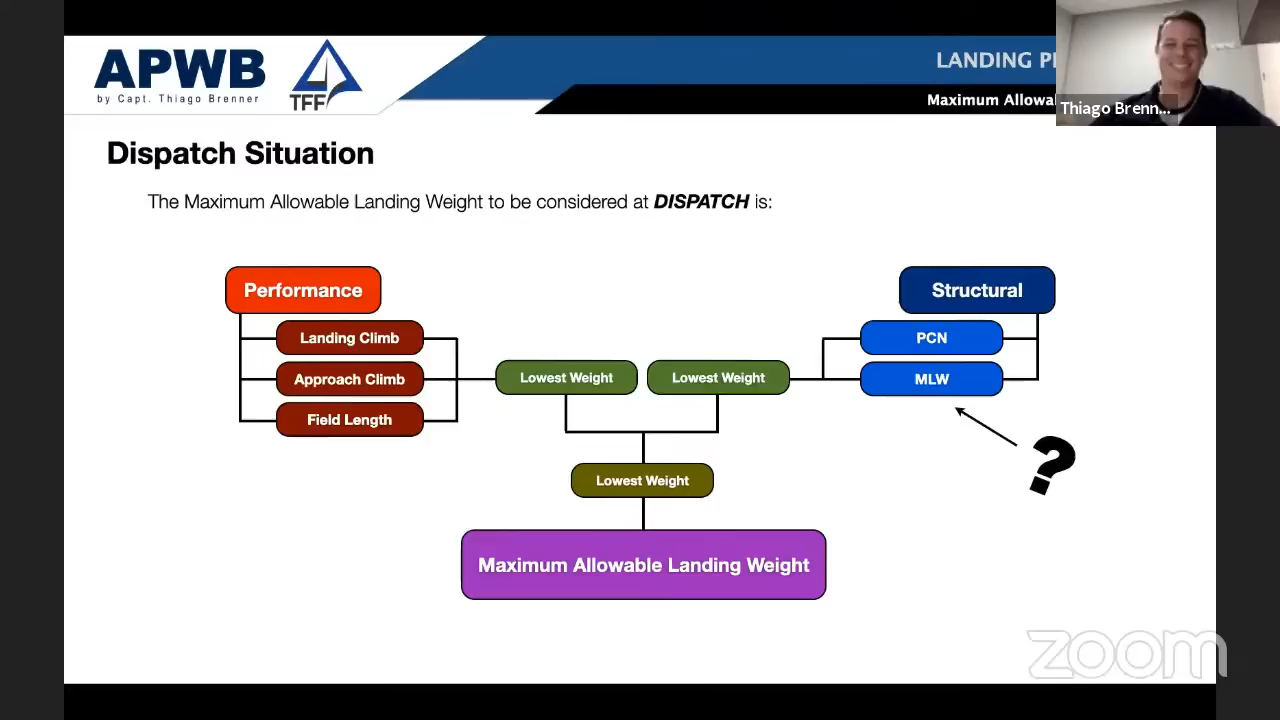 APWB
by Capt. Thiago Brenner
TFF
LANDING P
Maximum Allowa
Thiago Brenn...
Dispatch Situation
The Maximum Allowable Landing Weight to be considered at DISPATCH is:
Performance
Structural
Landing Climb
PCN
Approach Climb
Lowest Weight
Lowest Weight
MLW
Field Length
?
Lowest Weight
Maximum Allowable Landing Weight
zoom